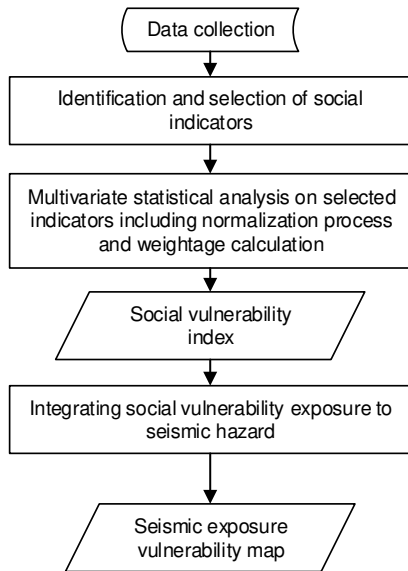 Data collection
Identification and selection of social
indicators
Multivariate statistical analysis on selected
indicators including normalization process
and weightage calculation
Social vulnerability
index
Integrating social vulnerability exposure to
seismic hazard
Seismic exposure
vulnerability map